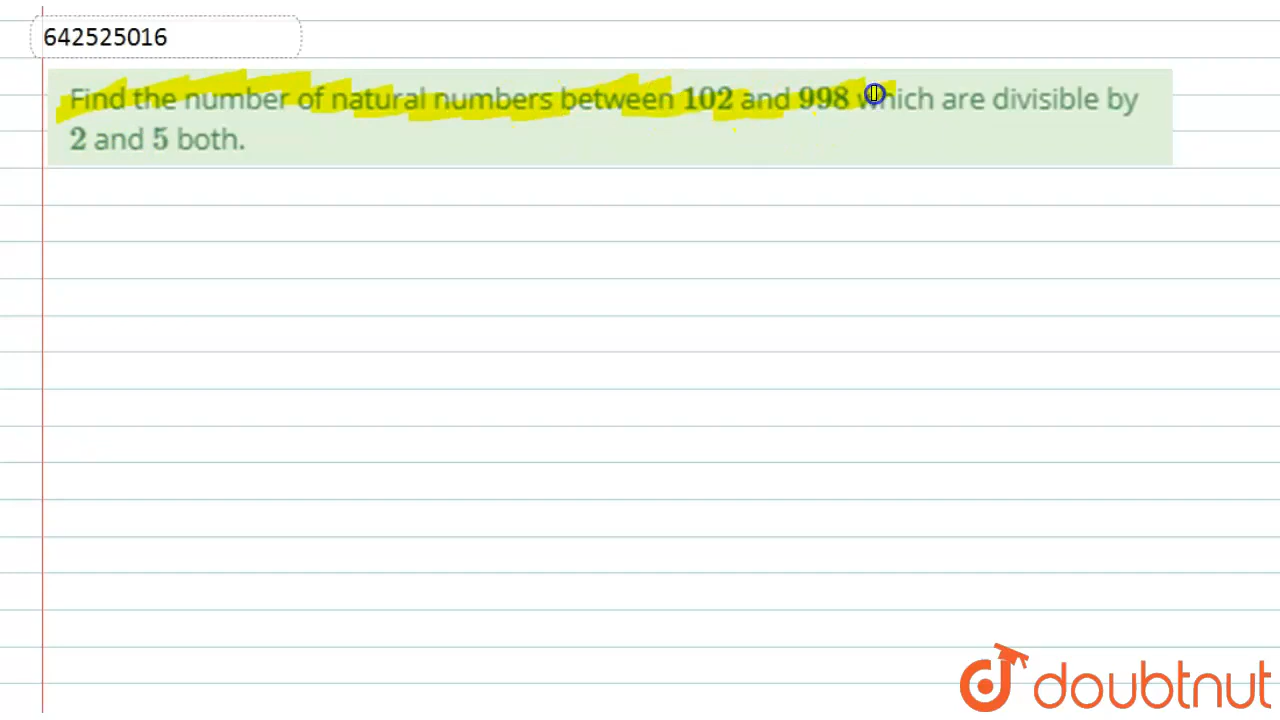 642525016
Find the number of natural numbers between 102 and 998 which are divisible by
2 and 5 both.
doubtnut